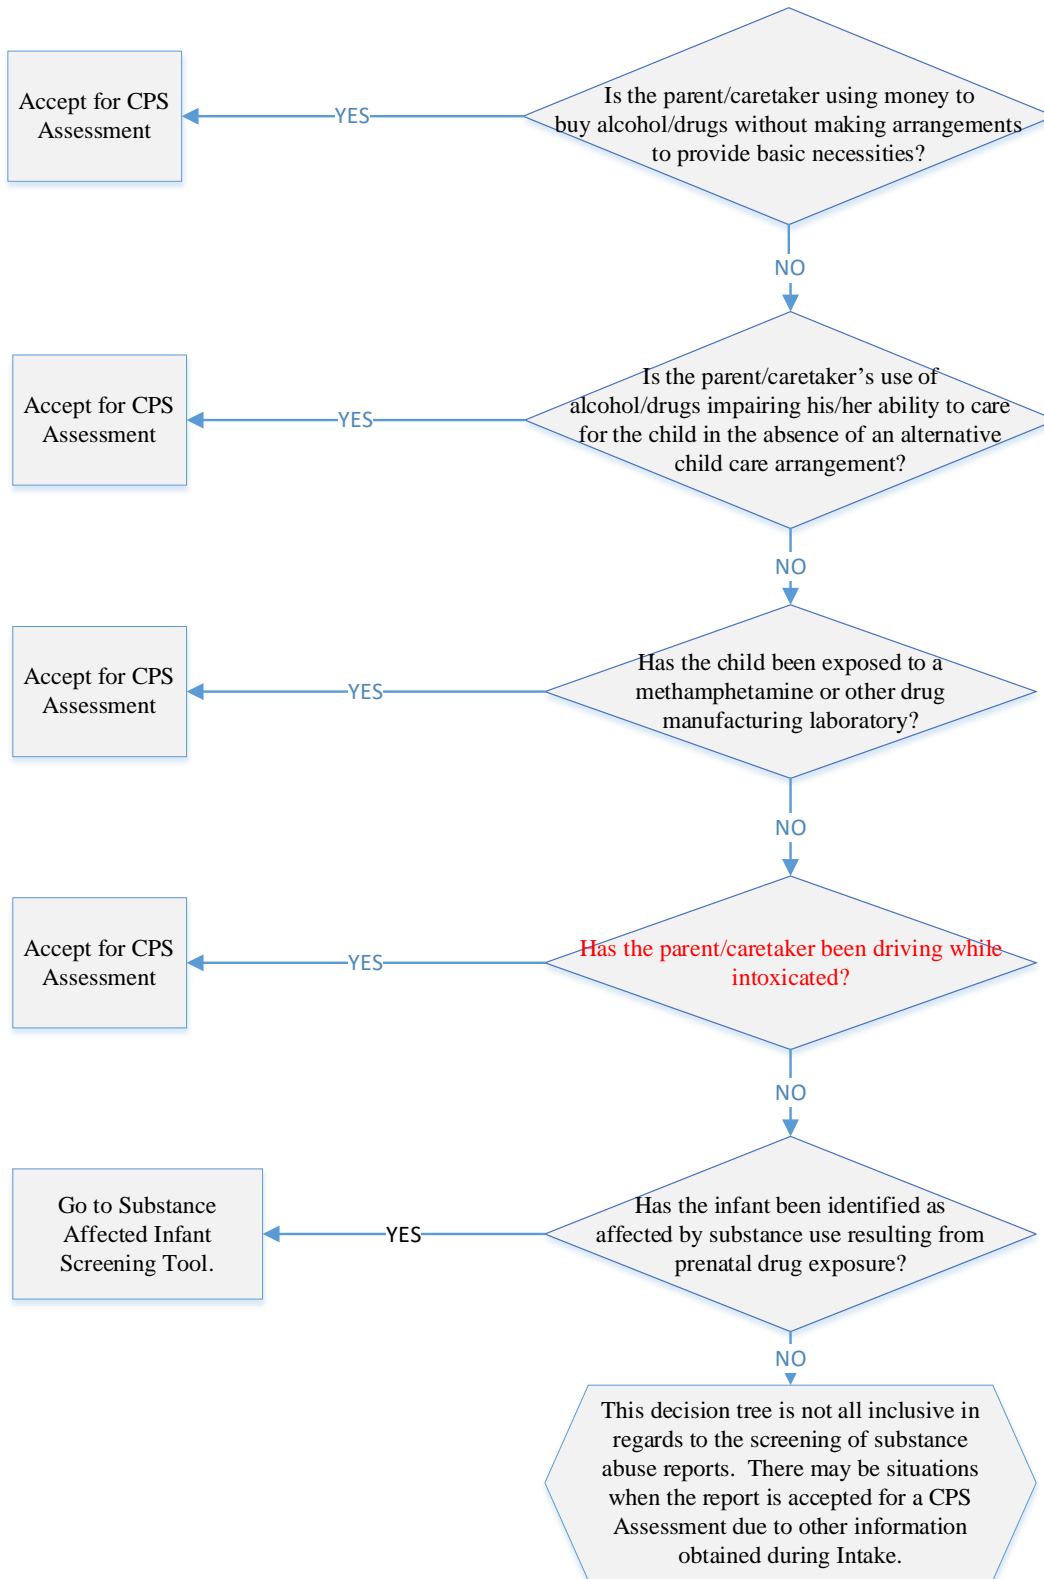 Is the parent/caretaker using money to
buy alcohol/drugs without making arrangements
to provide basic necessities?
YES
Accept for CPS
Assessment
NO
Is the parent/caretaker’s use of
alcohol/drugs impairing his/her ability to care
for the child in the absence of an alternative
child care arrangement?
YES
Accept for CPS
Assessment
NO
Has the child been exposed to a
methamphetamine or other drug
manufacturing laboratory?
YES
Accept for CPS
Assessment
NO
Has the parent/caretaker been driving while
intoxicated?
YES
Accept for CPS
Assessment
NO
Has the infant been identified as
affected by substance use resulting from
prenatal drug exposure?
YES
Go to Substance
Affected Infant
Screening Tool.
NO
This decision tree is not all inclusive in
regards to the screening of substance
abuse reports.  There may be situations
when the report is accepted for a CPS
Assessment due to other information
obtained during Intake.